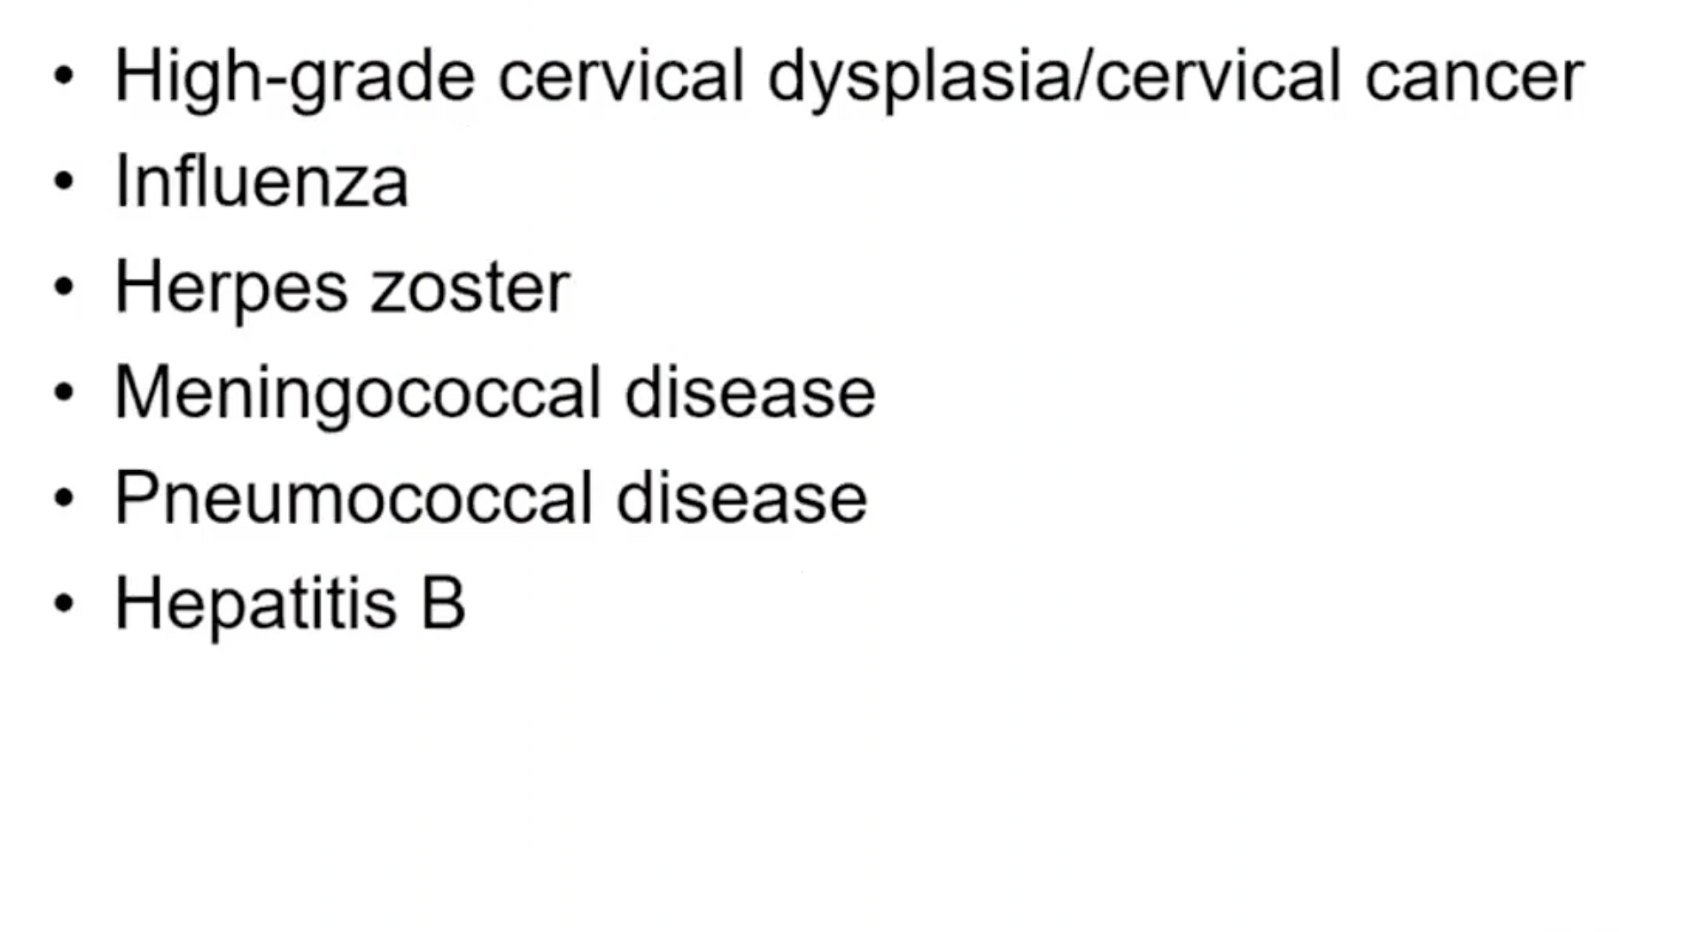 • High-grade cervical dysplasia/cervical cancer
• Influenza
• Herpes zoster
• Meningococcal disease
• Pneumococcal disease
• Hepatitis B